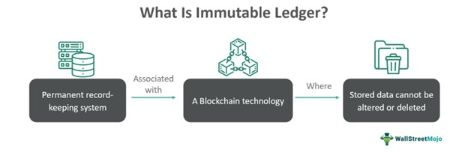 What Is Immutable Ledger?
Permanent record-
keeping system
Associated
with
A Blockchain technology
Where
Stored data cannot be
altered or deleted
WallStreetMojo